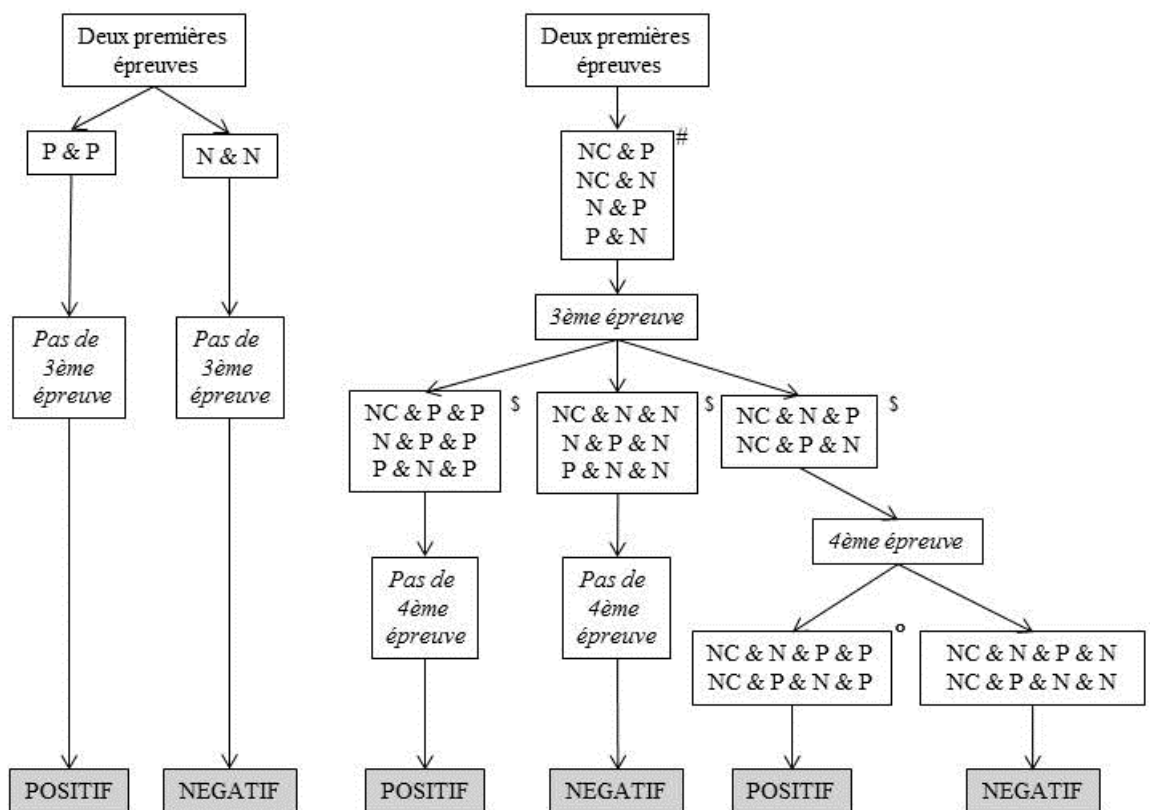 Deux premières
épreuves
P & P
N & N
Pas de
3ème
épreuve
Pas de
3ème
épreuve
POSITIF
NEGATIF
Deux premières
épreuves
NC & P
NC & N
N & P
P & N
#
3ème épreuve
NC & P & P
N & P & P
P & N & P
$
NC & N & N
N & P & N
P & N & N
$
NC & N & P
NC & P & N
$
Pas de
4ème
épreuve
Pas de
4ème
épreuve
4ème épreuve
NC & N & P & P
NC & P & N & P
°
NC & N & P & N
NC & P & N & N
POSITIF
NEGATIF
POSITIF
NEGATIF